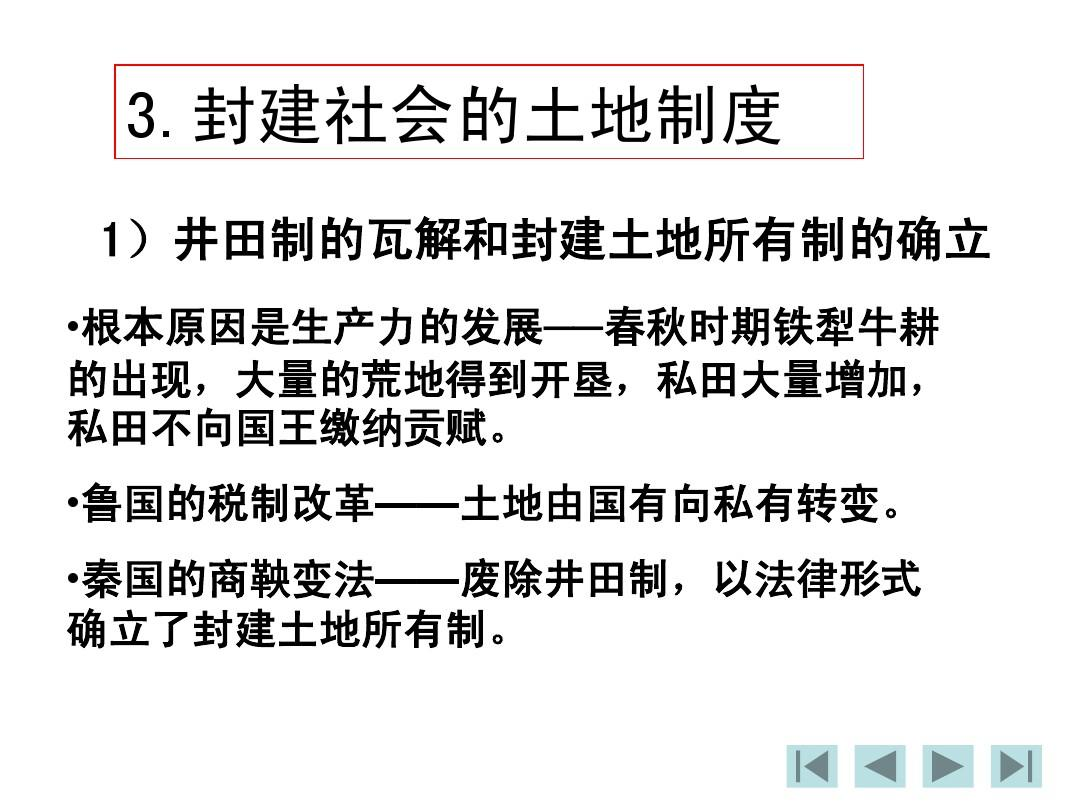 3.封建社会的土地制度
1）井田制的瓦解和封建土地所有制的确立
•根本原因是生产力的发展——春秋时期铁犁牛耕
的出现，大量的荒地得到开垦，私田大量增加，
私田不向国王缴纳贡赋。
•鲁国的税制改革——土地由国有向私有转变。
•秦国的商鞅变法——废除井田制，以法律形式
确立了封建土地所有制。